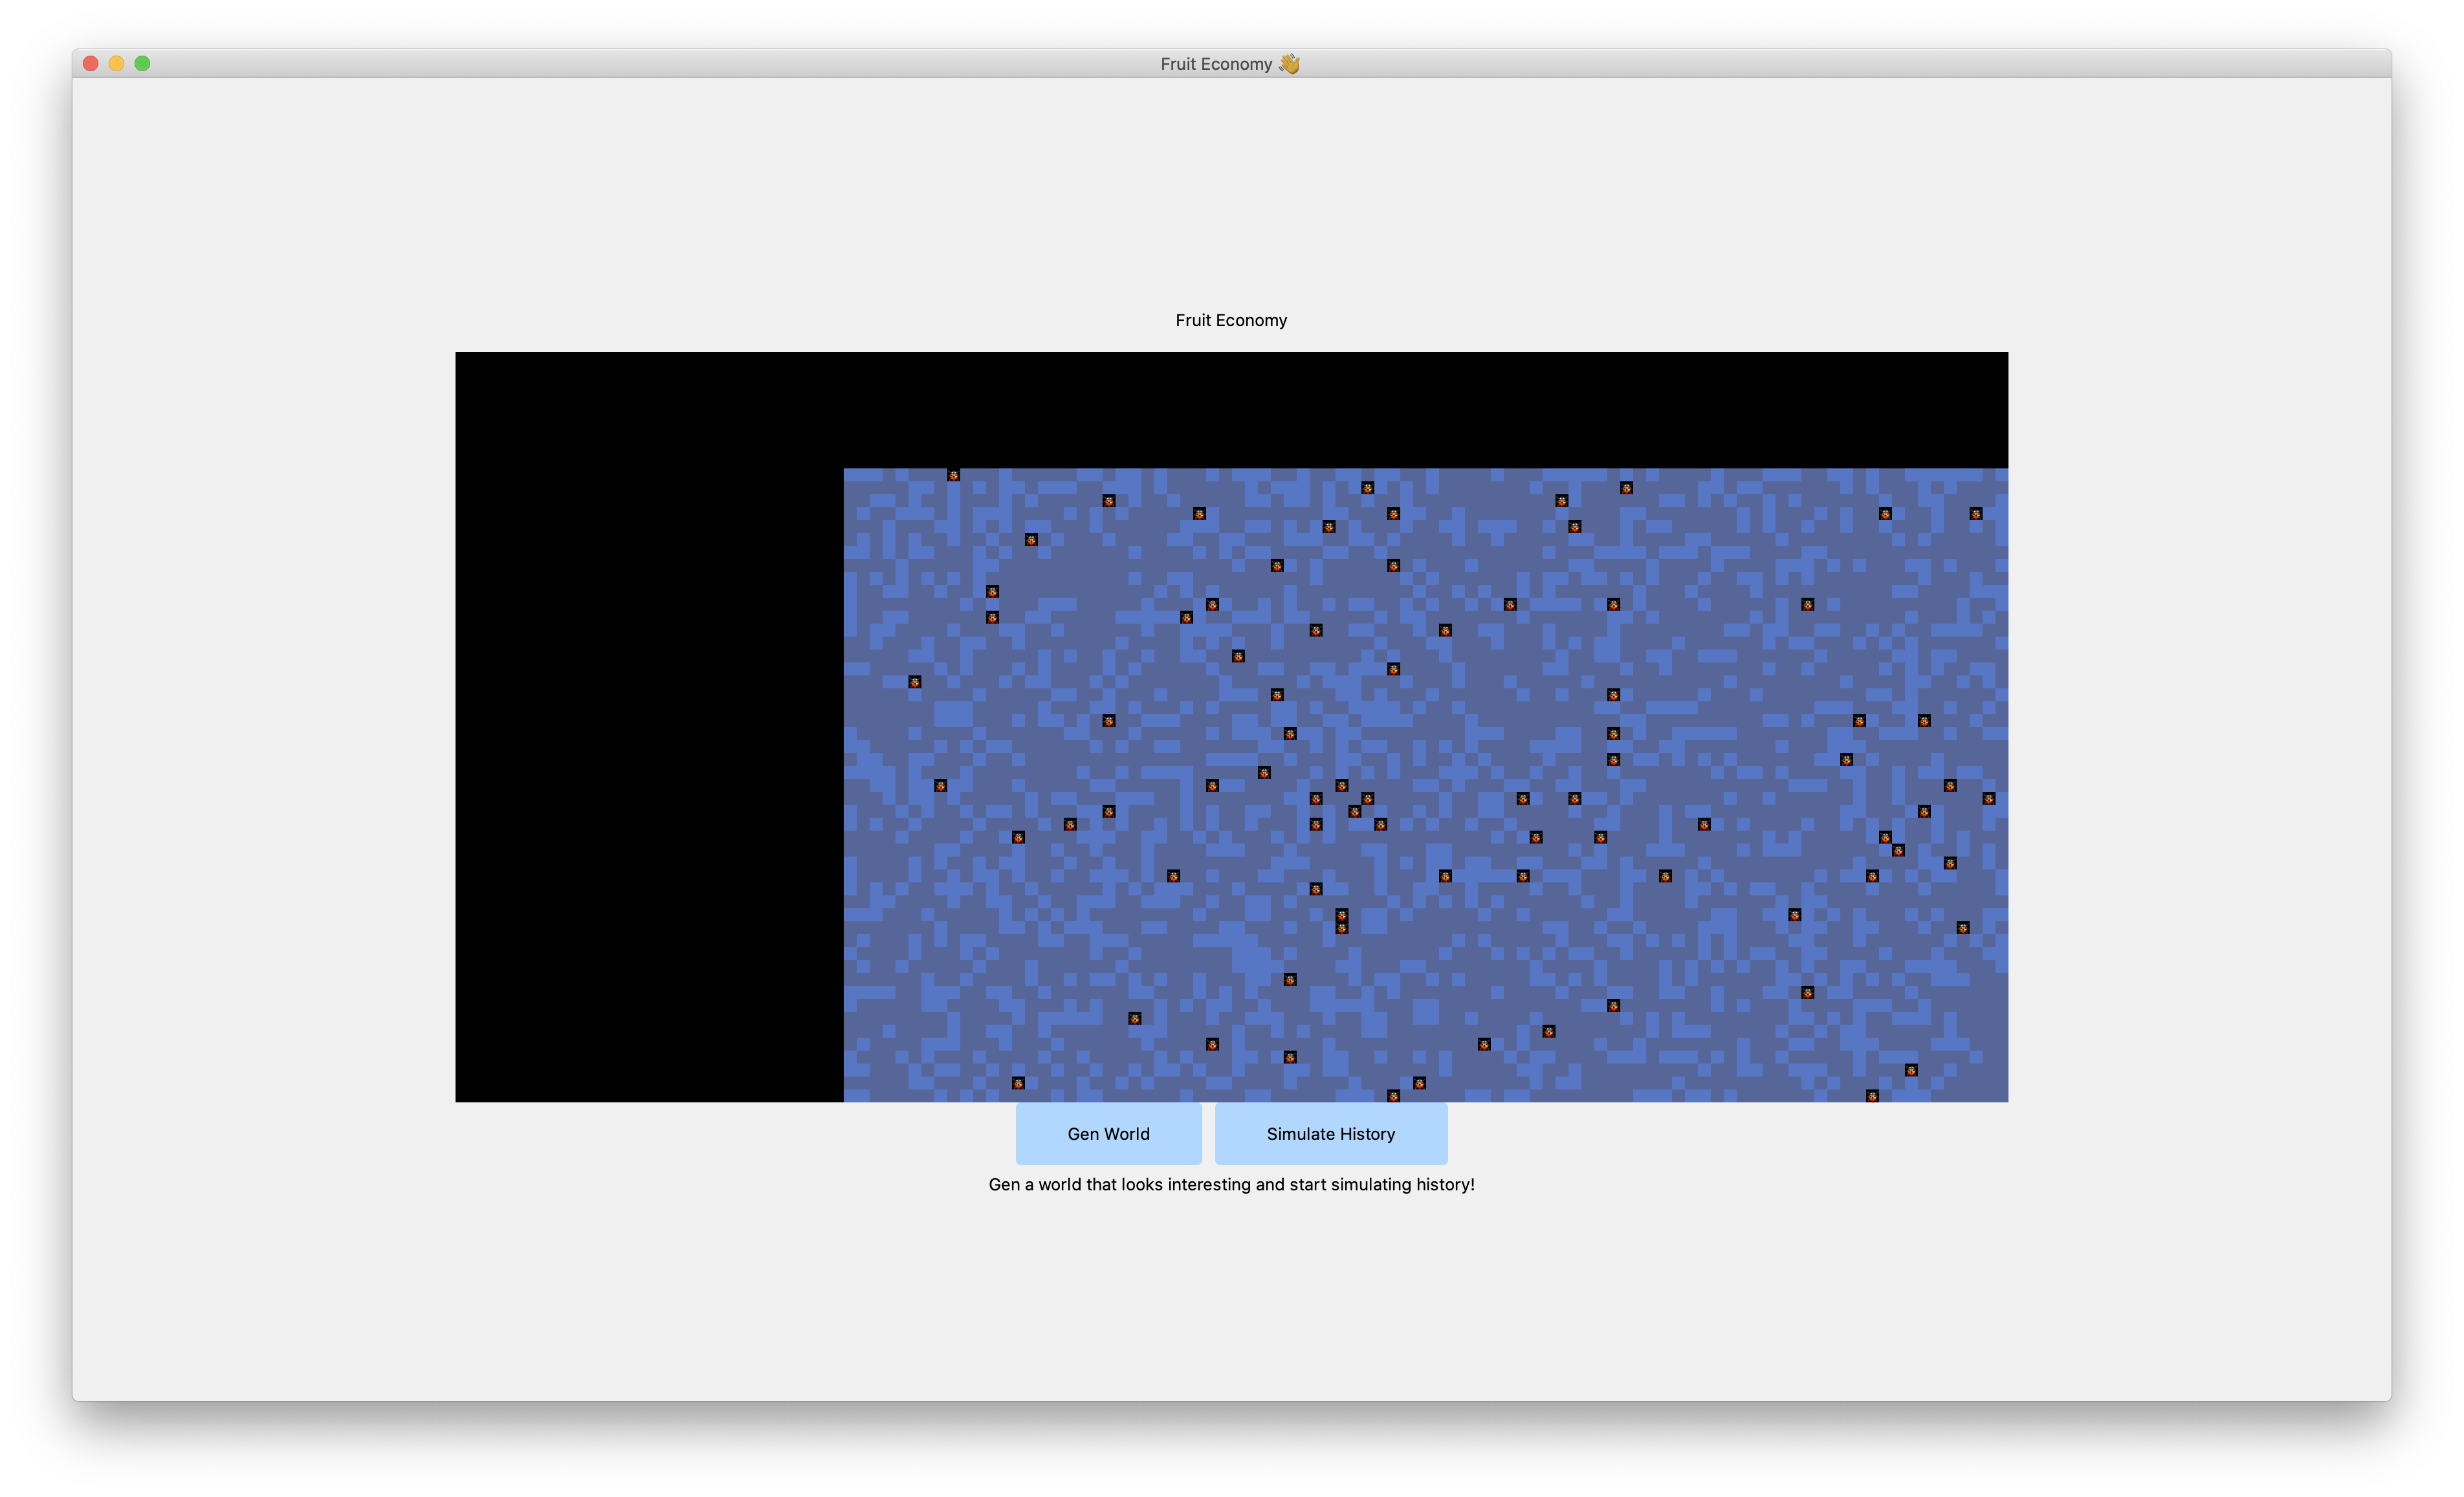 Fruit Economy 👋
Fruit Economy
Gen World
Simulate History
Gen a world that looks interesting and start simulating history!